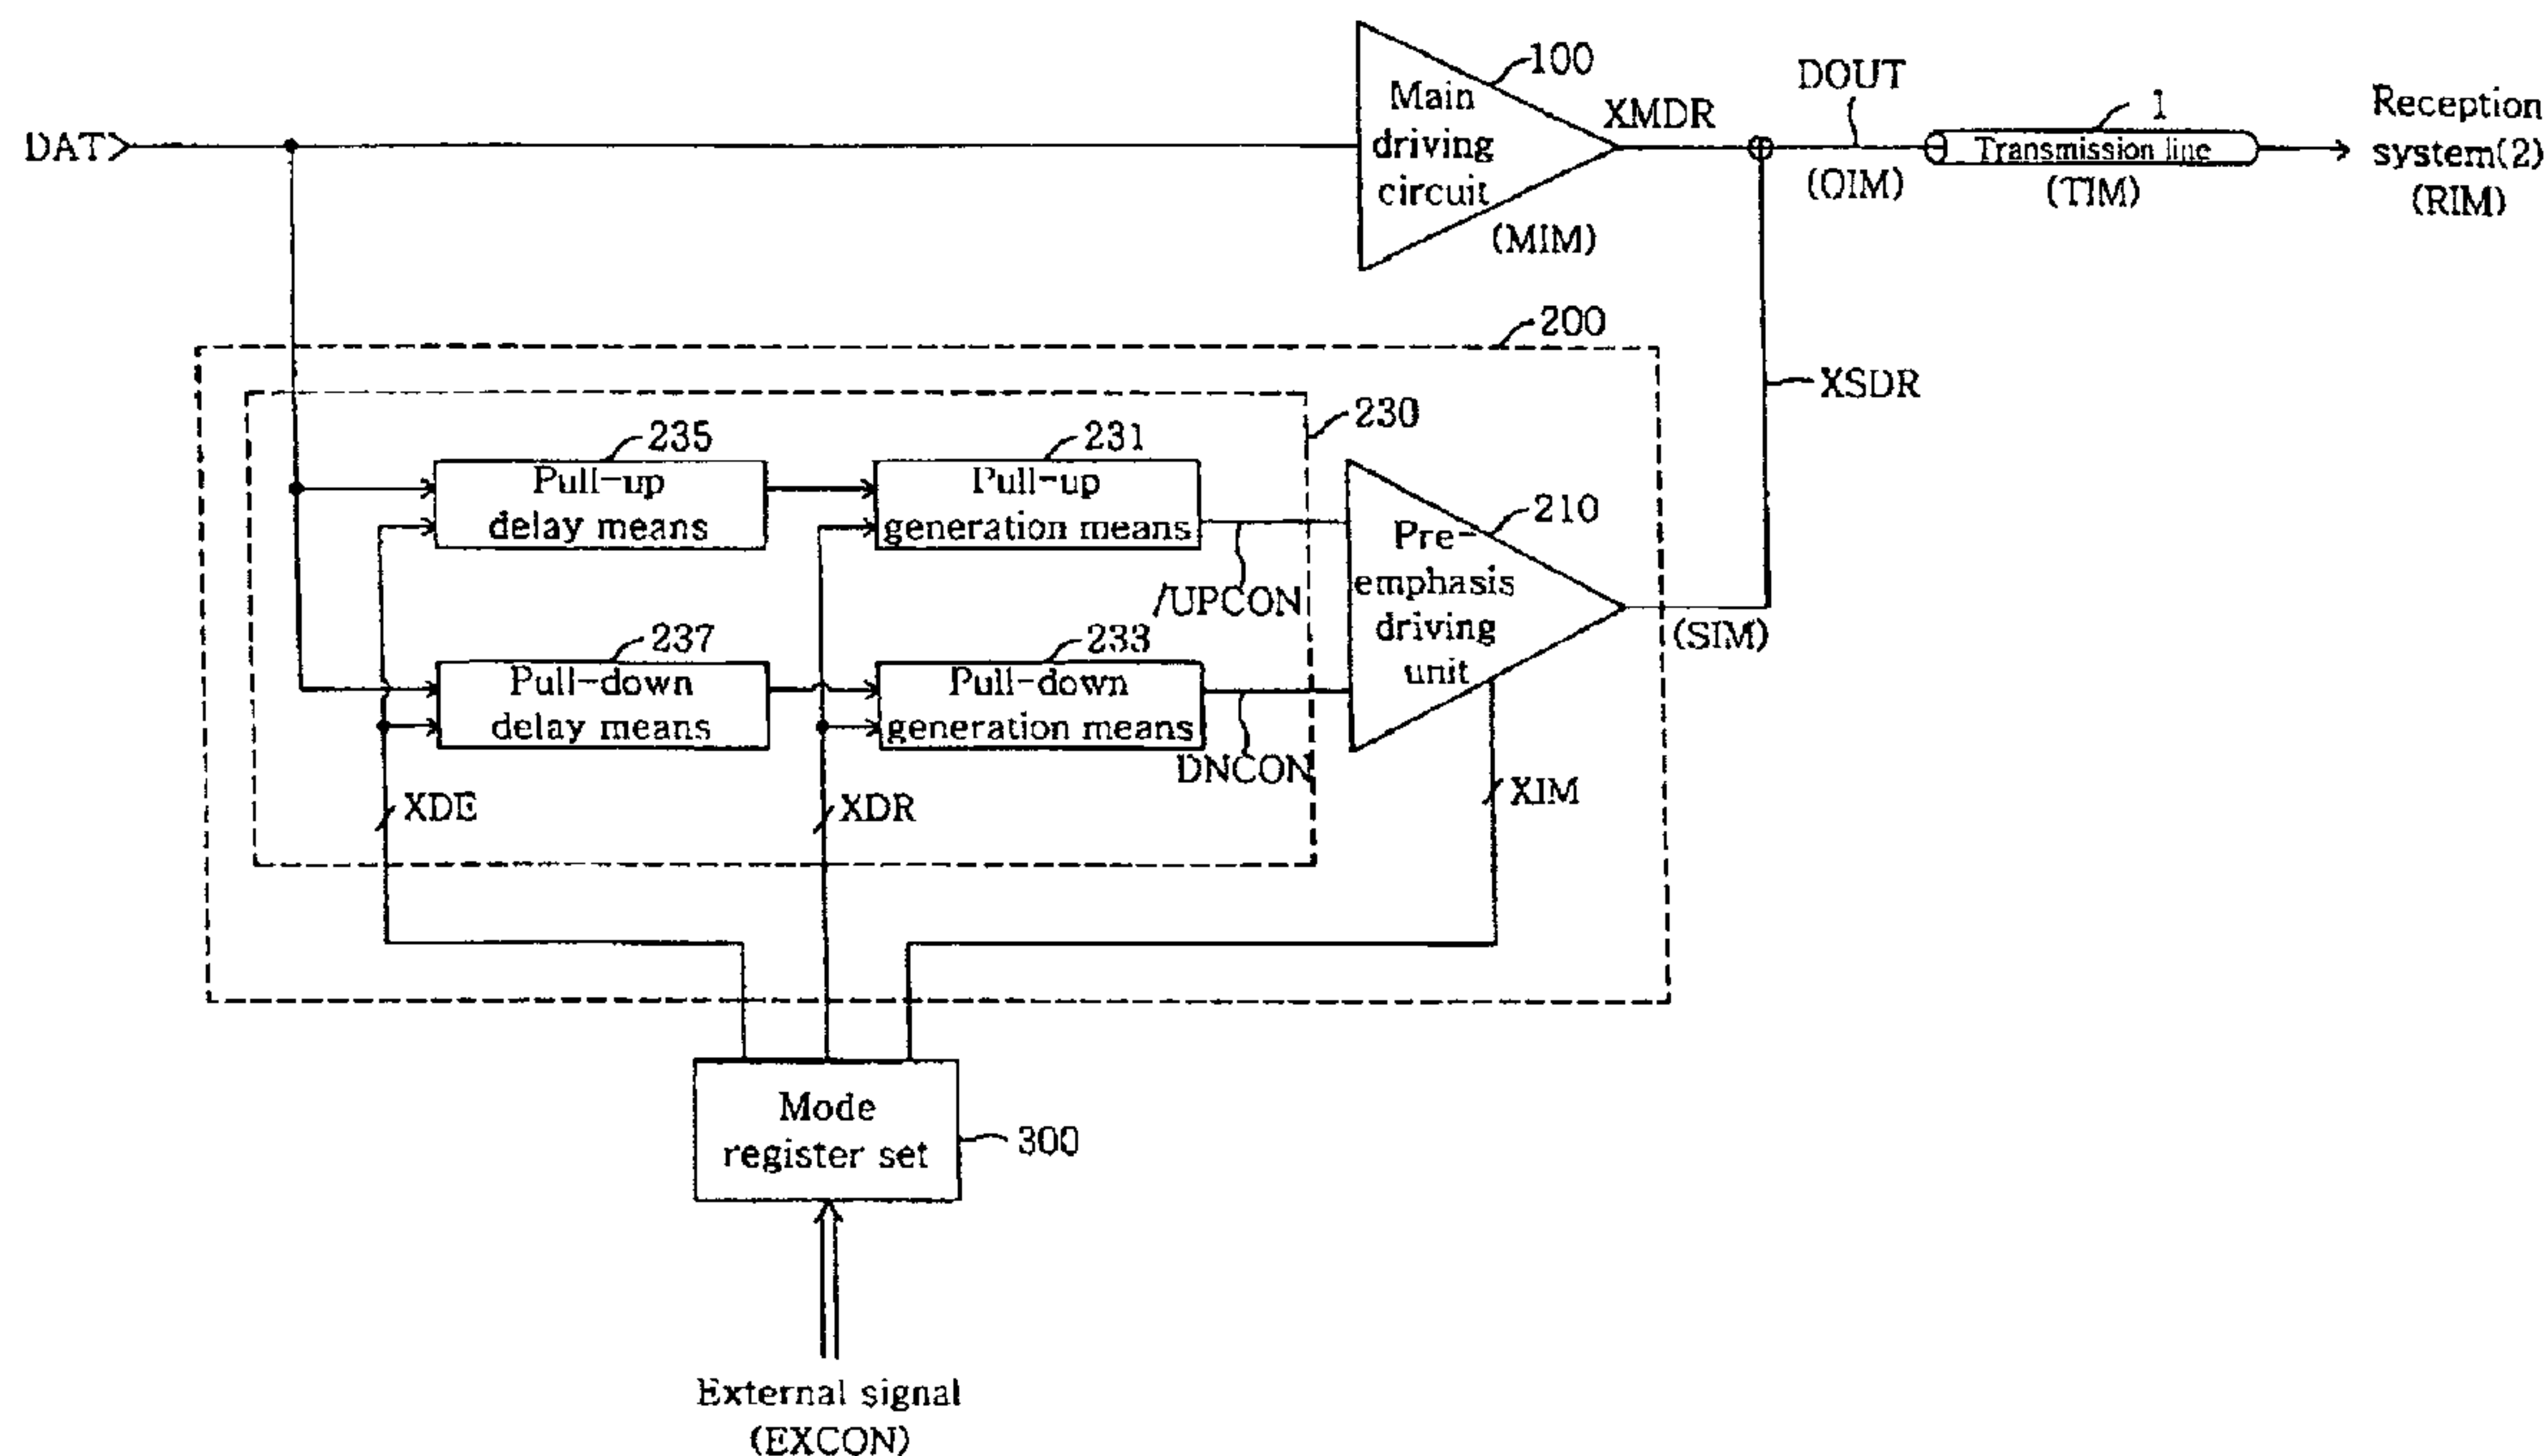 DAT
Main
driving
circuit
100
(MIM)
XMDR
DOUT
(OIM)
1
Transmission line
(TIM)
Reception
system(2)
(RIM)
200
XSDR
230
235
Pull-up
delay means
231
Pull-up
generation means
/UPCON
210
Pre-
emphasis
driving
unit
(SIM)
237
Pull-down
delay means
233
Pull-down
generation means
DNCON
XDE
XDR
XIM
Mode
register set
300
External signal
(EXCON)